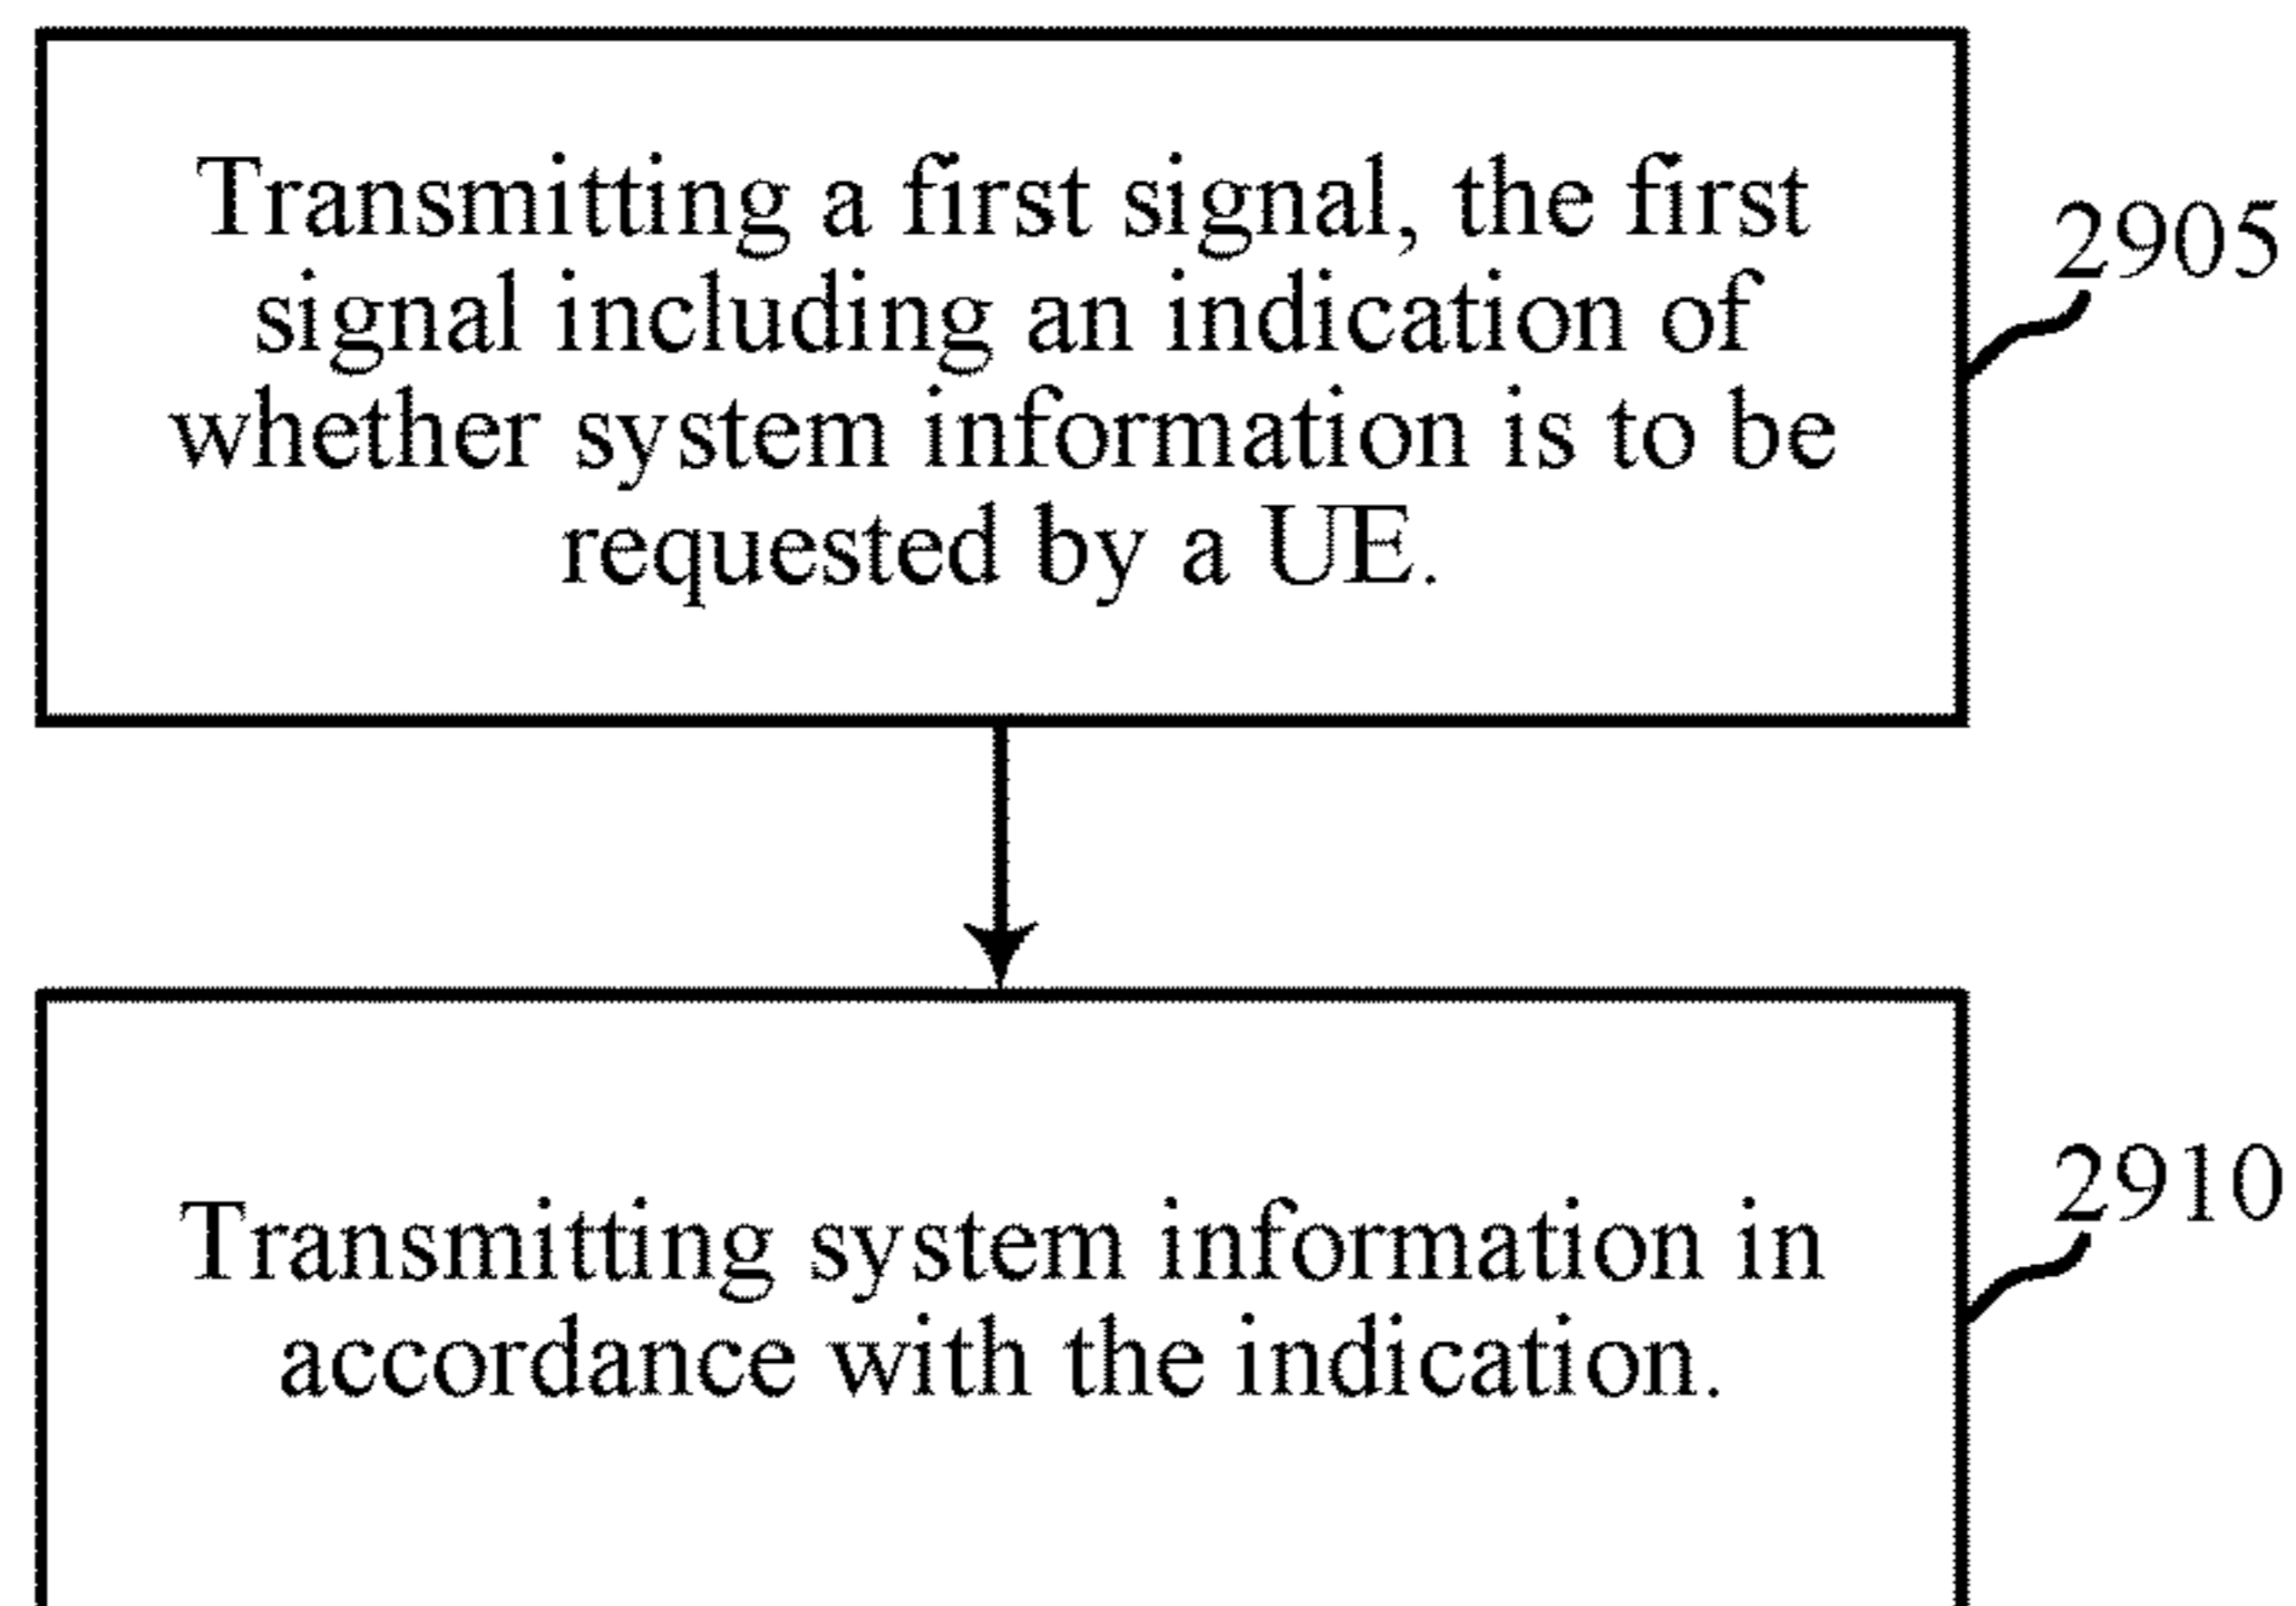 Transmitting a first signal, the first
signal including an indication of
whether system information is to be
requested by a UE.
2905
Transmitting system information in
accordance with the indication.
2910